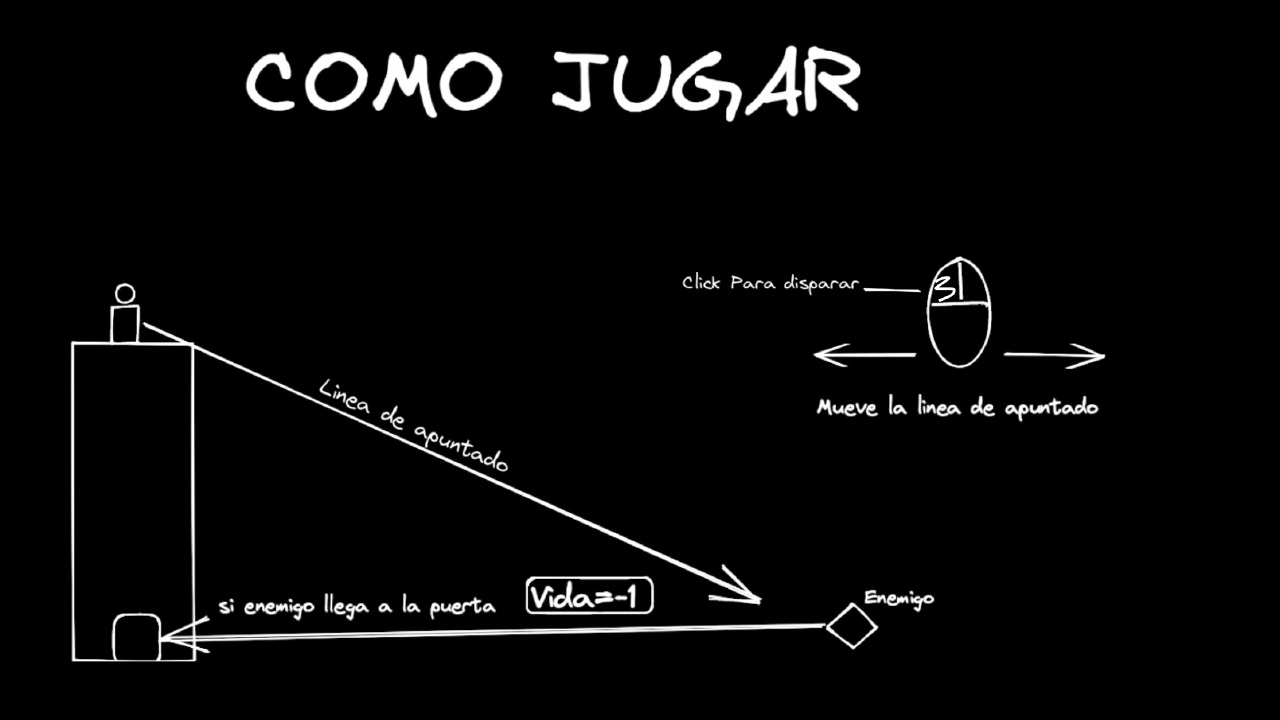 COMO JUGAR
Click Para disparar
Mueve la linea de apuntado
Linea de apuntado
si enemigo llega a la puerta
Vida=-1
Enemigo